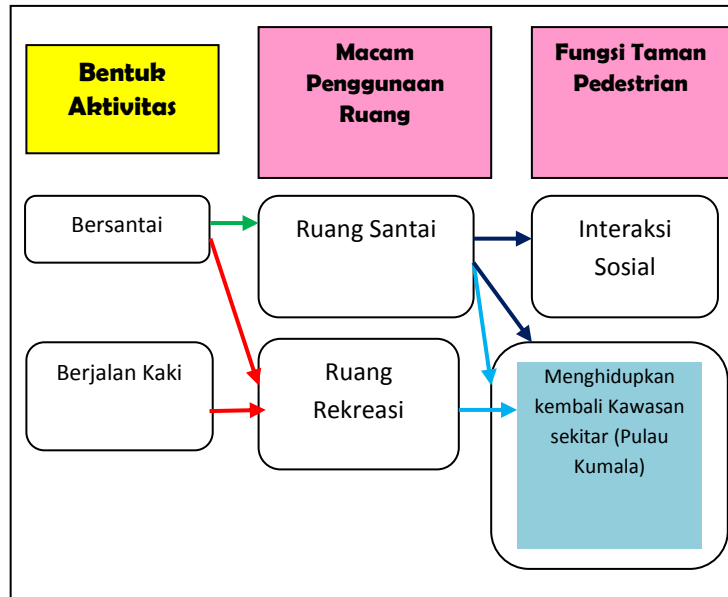 Bentuk
Aktivitas
Macam
Penggunaan
Ruang
Fungsi Taman
Pedestrian
Bersantai
Ruang Santai
Interaksi
Sosial
Berjalan Kaki
Ruang
Rekreasi
Menghidupkan
kembali Kawasan
sekitar (Pulau
Kumala)